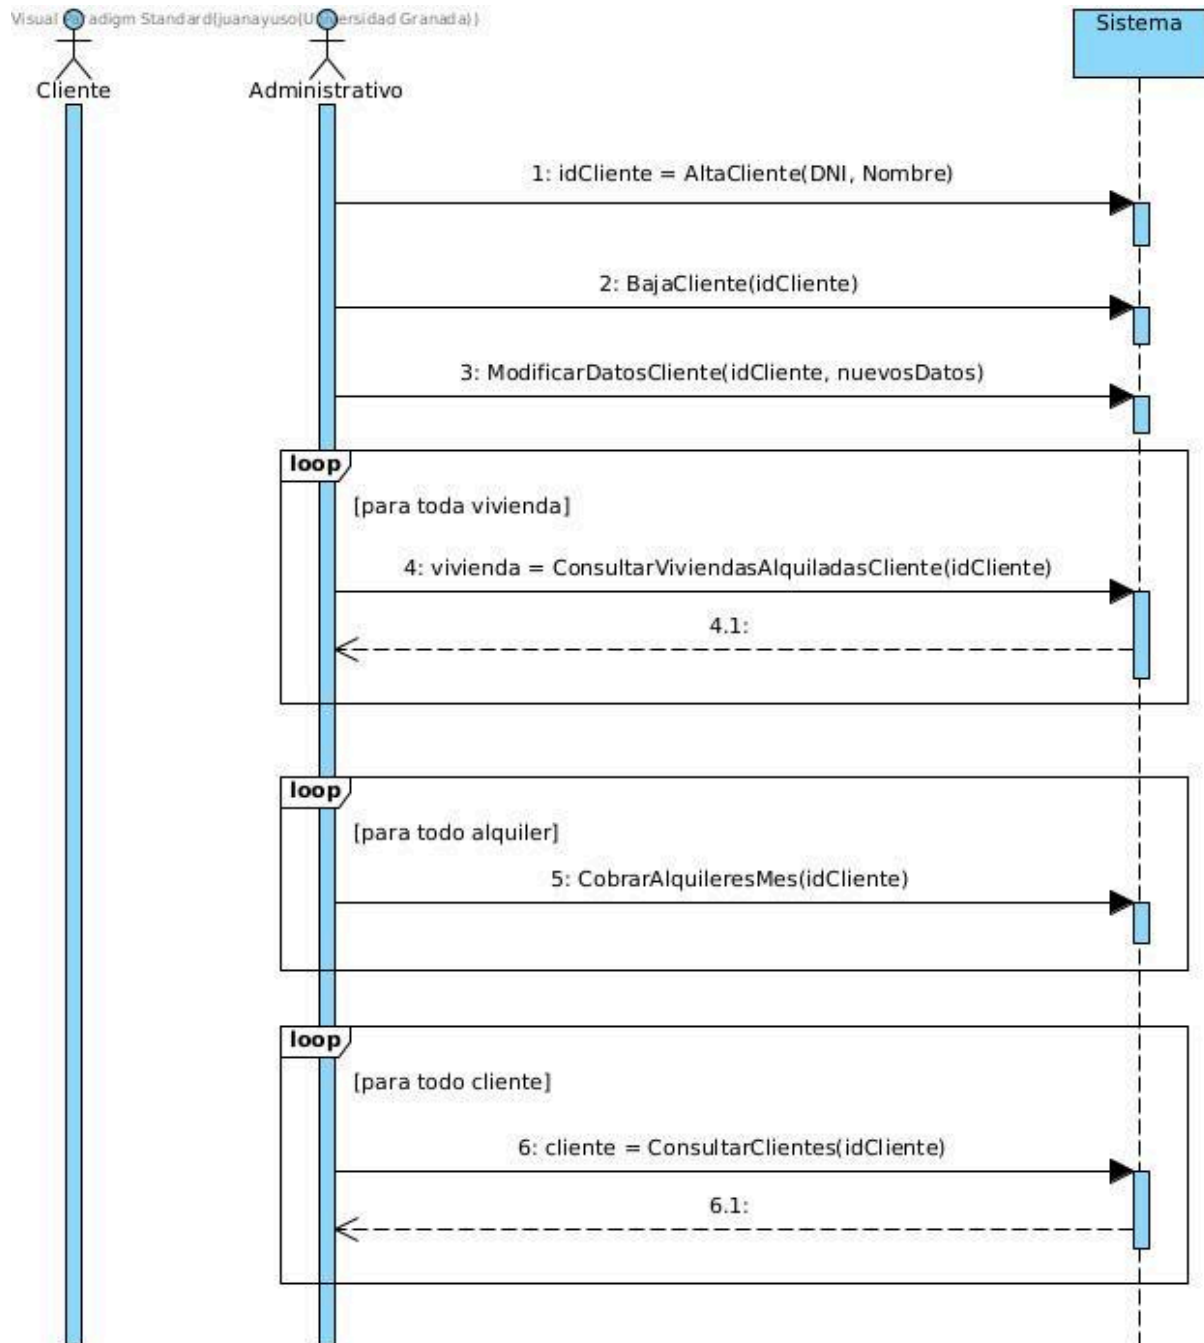 Visual Paradigm Standard(juanayuso(Universidad Granada))
Cliente
Administrativo
Sistema
1: idCliente = AltaCliente(DNI, Nombre)
2: BajaCliente(idCliente)
3: ModificarDatosCliente(idCliente, nuevosDatos)
loop
[para toda vivienda]
4: vivienda = ConsultarViviendasAlquiladasCliente(idCliente)
4.1:
loop
[para todo alquiler]
5: CobrarAlquileresMes(idCliente)
loop
[para todo cliente]
6: cliente = ConsultarClientes(idCliente)
6.1: